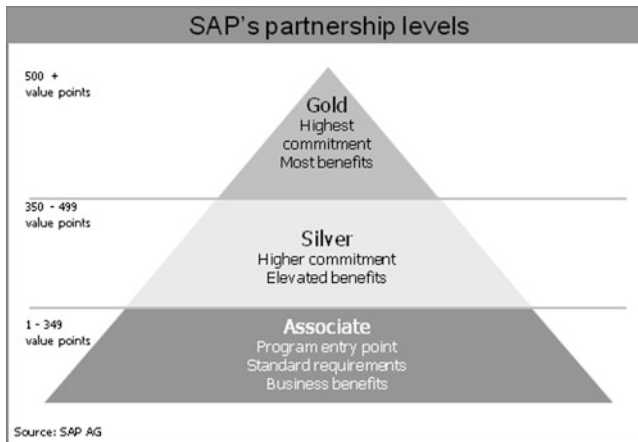 SAP's partnership levels
500 +
value points
Gold
Highest
commitment
Most benefits
350 - 499
value points
Silver
Higher commitment
Elevated benefits
1 - 349
value points
Associate
Program entry point
Standard requirements
Business benefits
Source: SAP AG